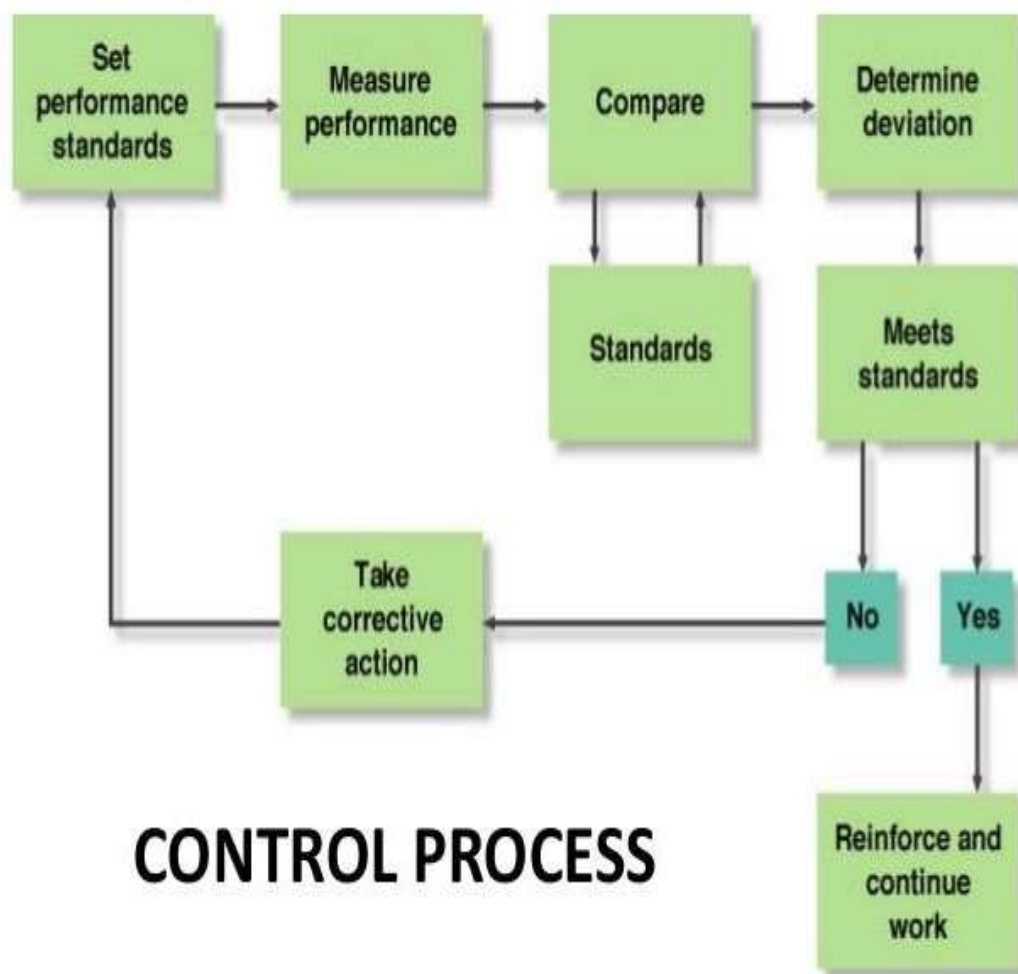 Set
performance
standards
Measure
performance
Compare
Determine
deviation
Standards
Meets
standards
No
Yes
Take
corrective
action
Reinforce and
continue
work
CONTROL PROCESS